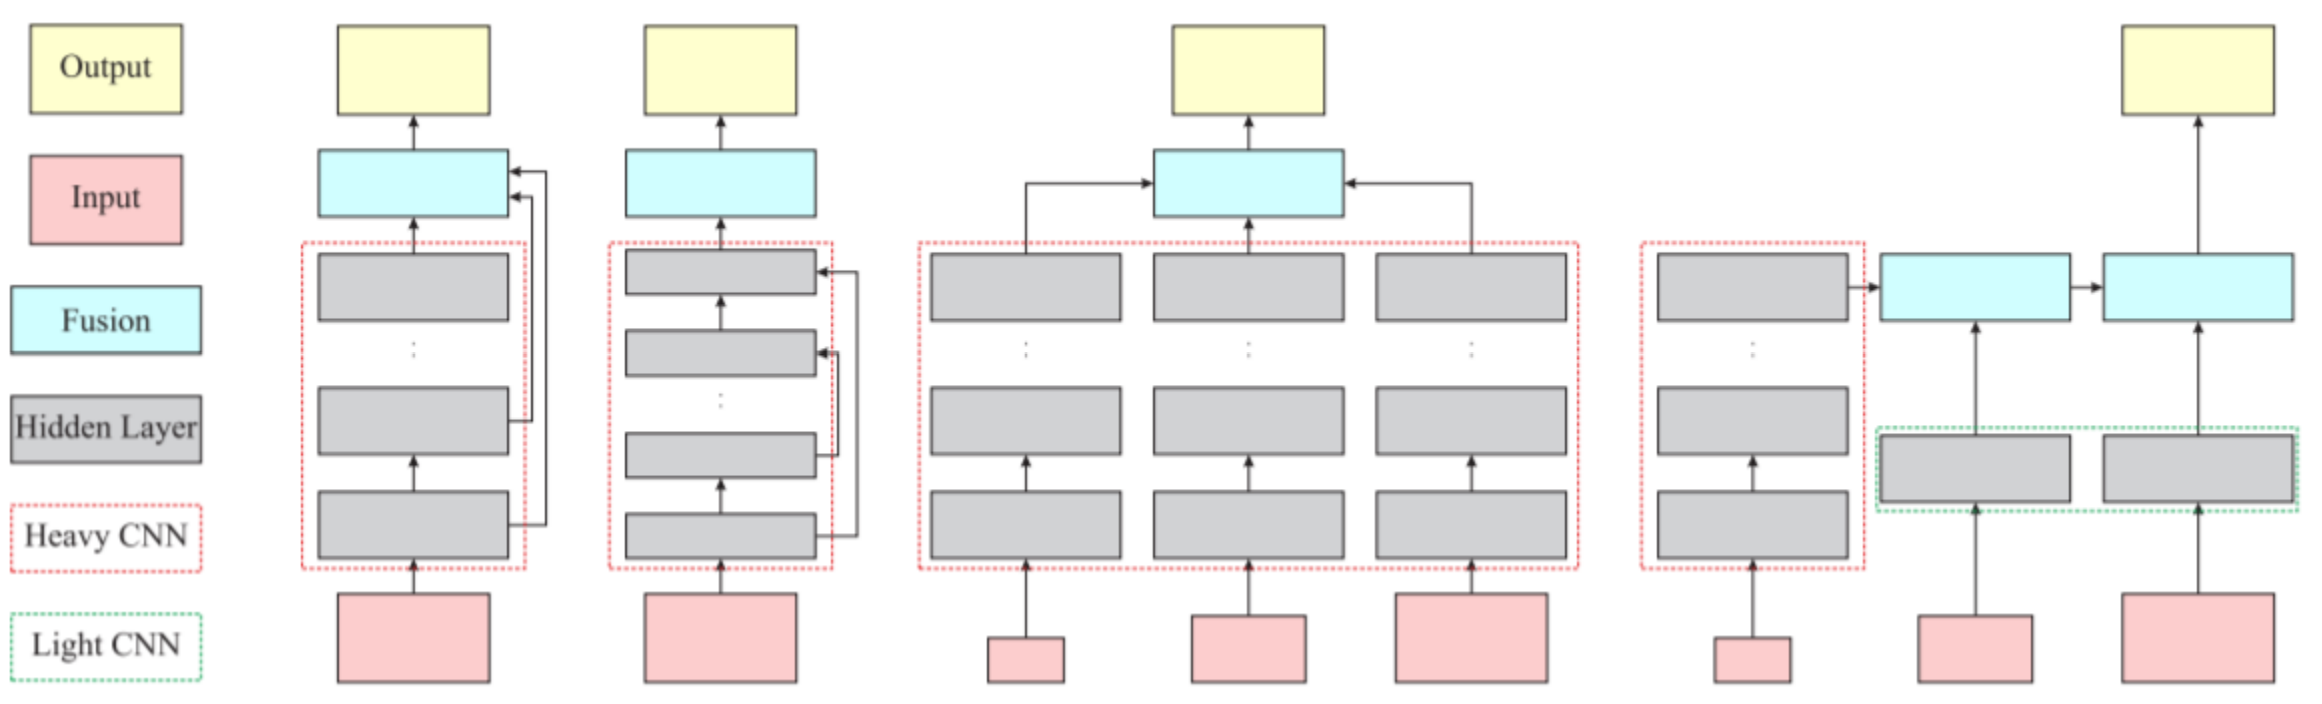 Output
Input
Fusion
Hidden Layer
Heavy CNN
Light CNN